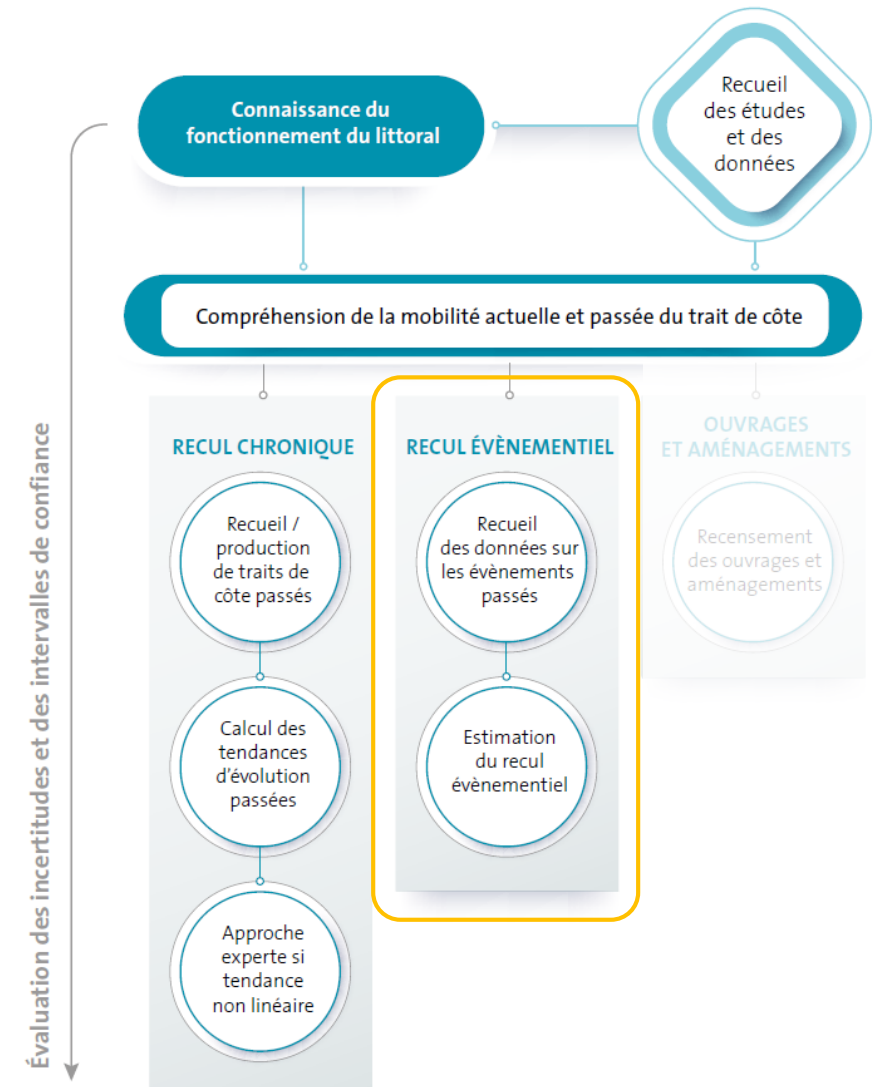 Connaissance du
fonctionnement du littoral
Recueil
des études
et des
données
Compréhension de la mobilité actuelle et passée du trait de côte
RECUL CHRONIQUE
Recueil /
production
de traits de
côte passés
Calcul des
tendances
d'évolution
passées
Approche
experte si
tendance
non linéaire
RECUL ÉVÈNEMENTIEL
Recueil
des données sur
les évènements
passés
Estimation
du recul
évènementiel
OUVRAGES
ET AMÉNAGEMENTS
Recensement
des ouvrages et
aménagements
Évaluation des incertitudes et des intervalles de confiance